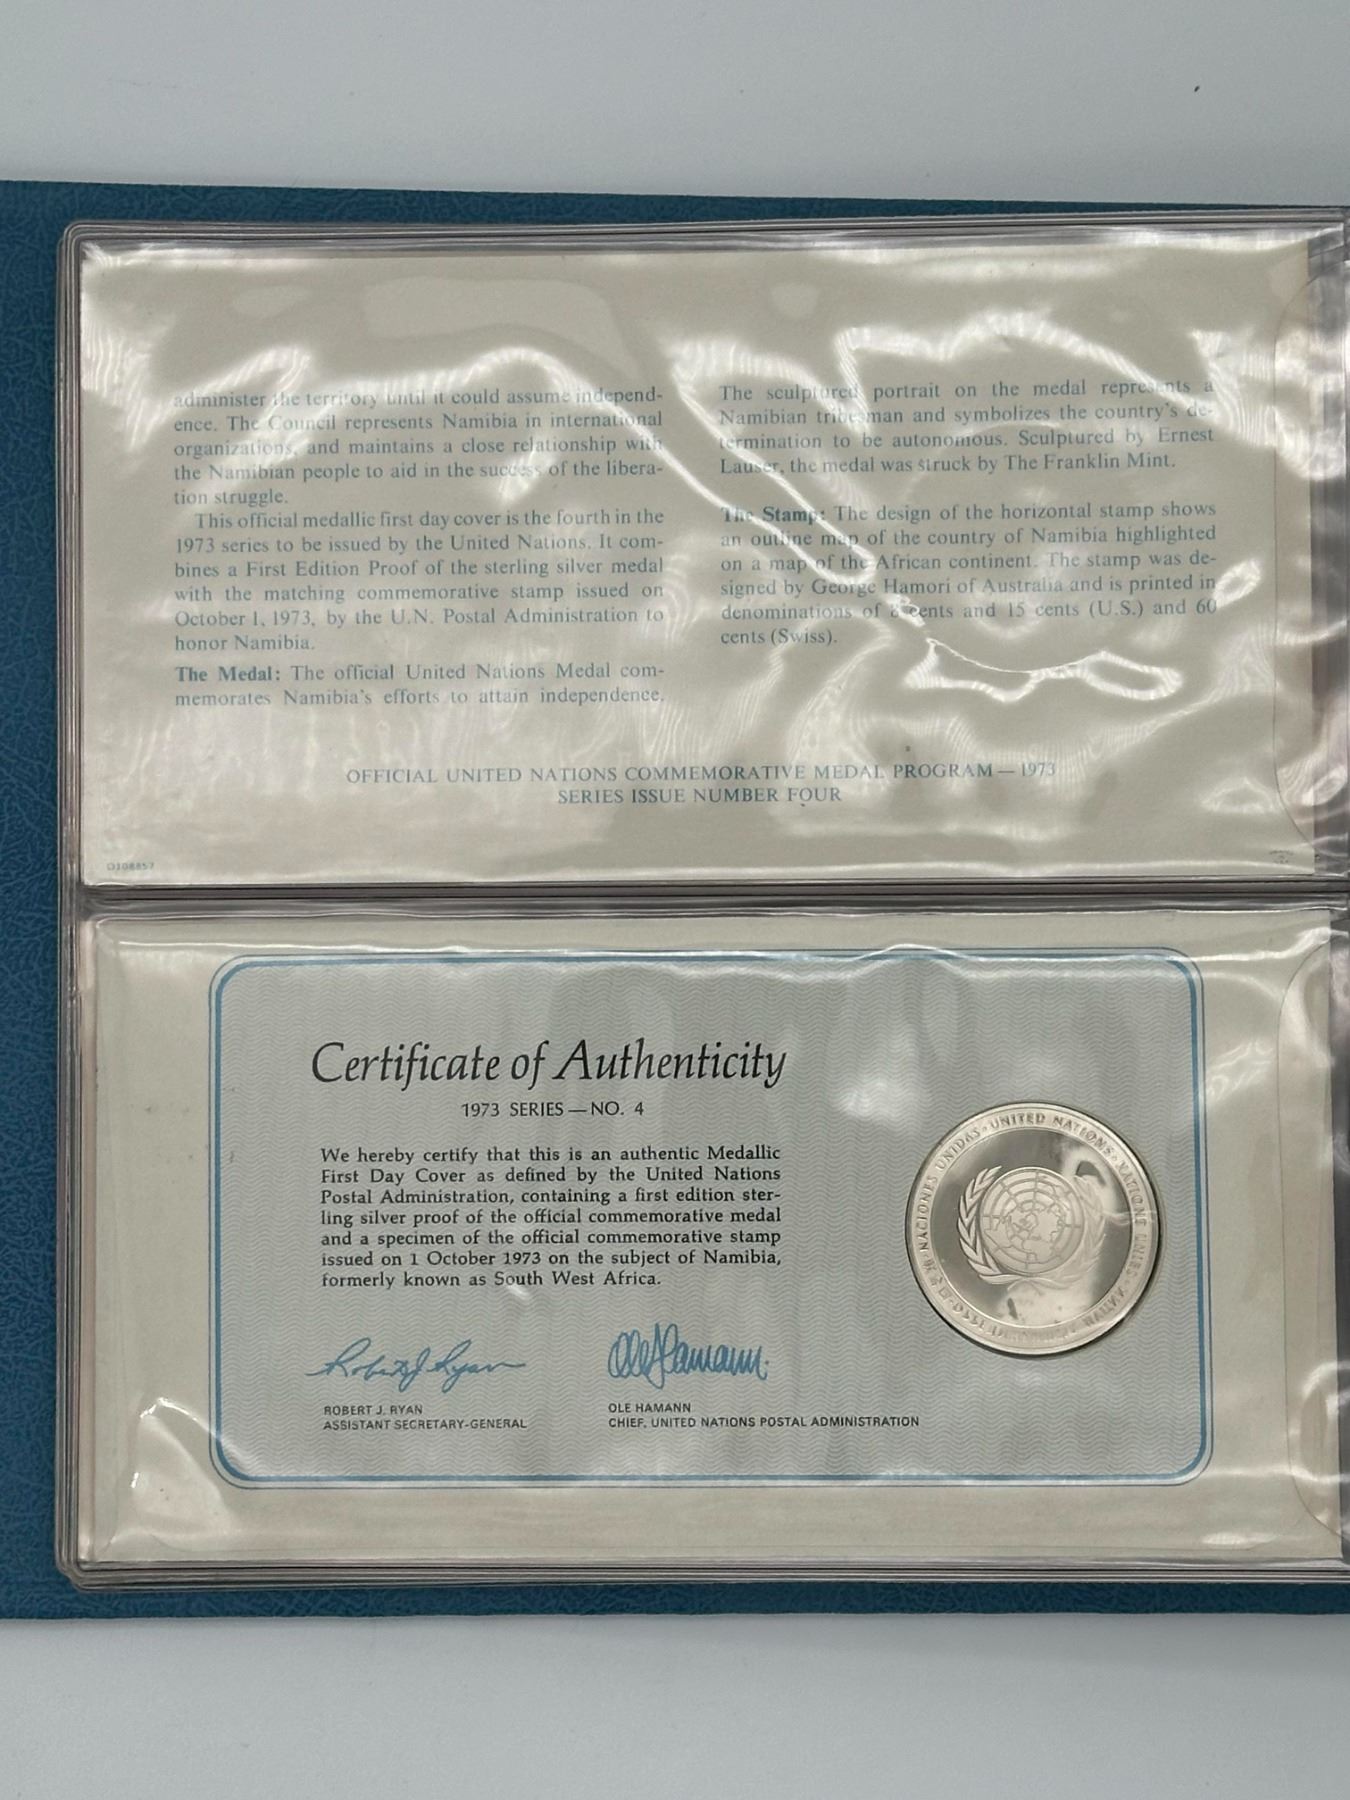 administer the territory until it could assume independ-
ence. The Council represents Namibia in international
organizations, and maintains a close relationship with
the Namibian people to aid in the success of the libera-
tion struggle.
This official medallic first day cover is the fourth in the
1973 series to be issued by the United Nations. It com-
bines a First Edition Proof of the sterling silver medal
with the matching commemorative stamp issued on
October 1, 1973, by the U.N. Postal Administration to
honor Namibia.
The Medal: The official United Nations Medal com-
memorates Namibia's efforts to attain independence.
The sculptured portrait on the medal represents a
Namibian tribesman and symbolizes the country's de-
termination to be autonomous. Sculptured by Ernest
Lauser, the medal was struck by The Franklin Mint.
The Stamp: The design of the horizontal stamp shows
an outline map of the country of Namibia highlighted
on a map of the African continent. The stamp was de-
signed by George Hamori of Australia and is printed in
denominations of 8 cents and 15 cents (U.S.) and 60
cents (Swiss).
OFFICIAL UNITED NATIONS COMMEMORATIVE MEDAL PROGRAM — 1973
SERIES ISSUE NUMBER FOUR
Certificate of Authenticity
1973 SERIES — NO. 4
We hereby certify that this is an authentic Medallic
First Day Cover as defined by the United Nations
Postal Administration, containing a first edition ster-
ling silver proof of the official commemorative medal
and a specimen of the official commemorative stamp
issued on 1 October 1973 on the subject of Namibia,
formerly known as South West Africa.
Robert J. Ryan
ROBERT J. RYAN
ASSISTANT SECRETARY-GENERAL
Ole Hamann
OLE HAMANN
CHIEF, UNITED NATIONS POSTAL ADMINISTRATION
NACIONES UNIDAS · UNITED NATIONS · NATIONS UNIES